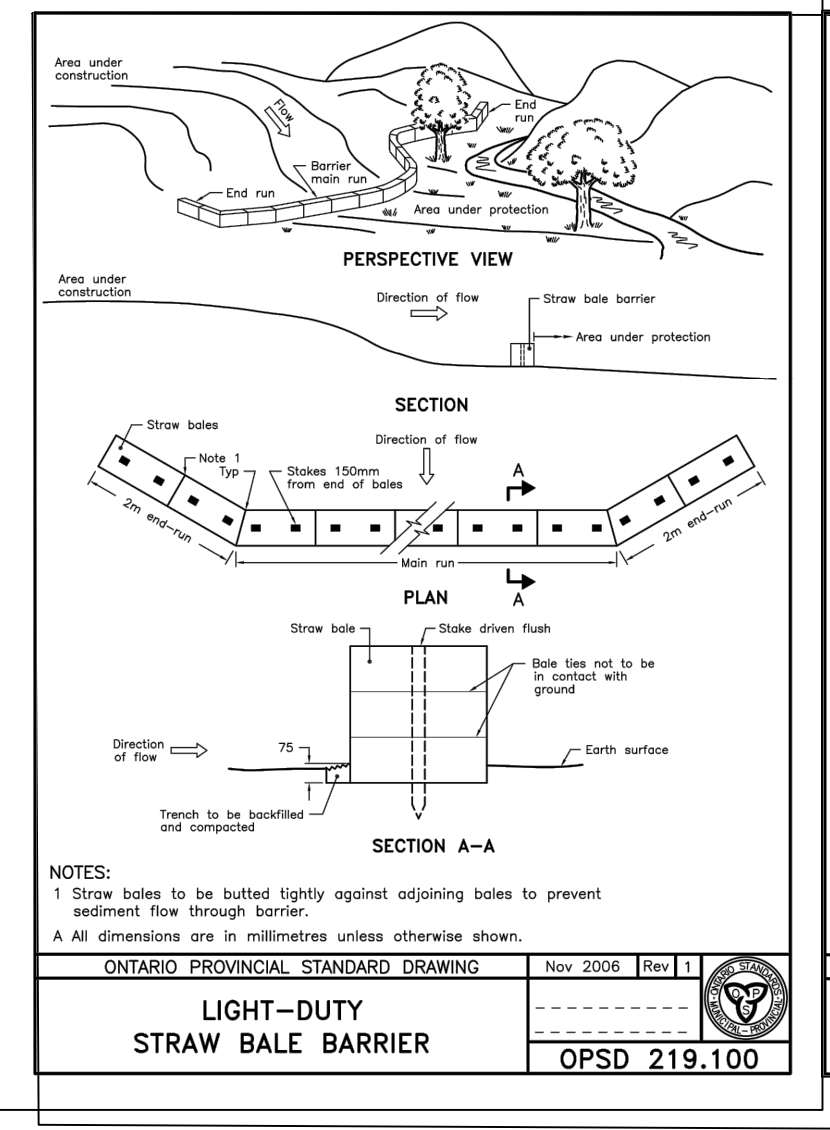 Area under
construction
Flow
End
run
Barrier
main run
End run
Area under protection
PERSPECTIVE VIEW
Area under
construction
Direction of flow
Straw bale barrier
Area under protection
SECTION
Straw bales
Direction of flow
Note 1
Typ
Stakes 150mm
from end of bales
A
2m end-run
2m end-run
Main run
PLAN
A
Straw bale
Stake driven flush
Bale ties not to be
in contact with
ground
Direction
of flow
75
Earth surface
Trench to be backfilled
and compacted
SECTION A-A
NOTES:
1 Straw bales to be butted tightly against adjoining bales to prevent
sediment flow through barrier.
A All dimensions are in millimetres unless otherwise shown.
ONTARIO PROVINCIAL STANDARD DRAWING
Nov 2006 Rev 1
LIGHT-DUTY
STRAW BALE BARRIER
ONTARIO STANDARDS
MUNICIPAL-PROVINCIAL
O P
S
OPSD 219.100